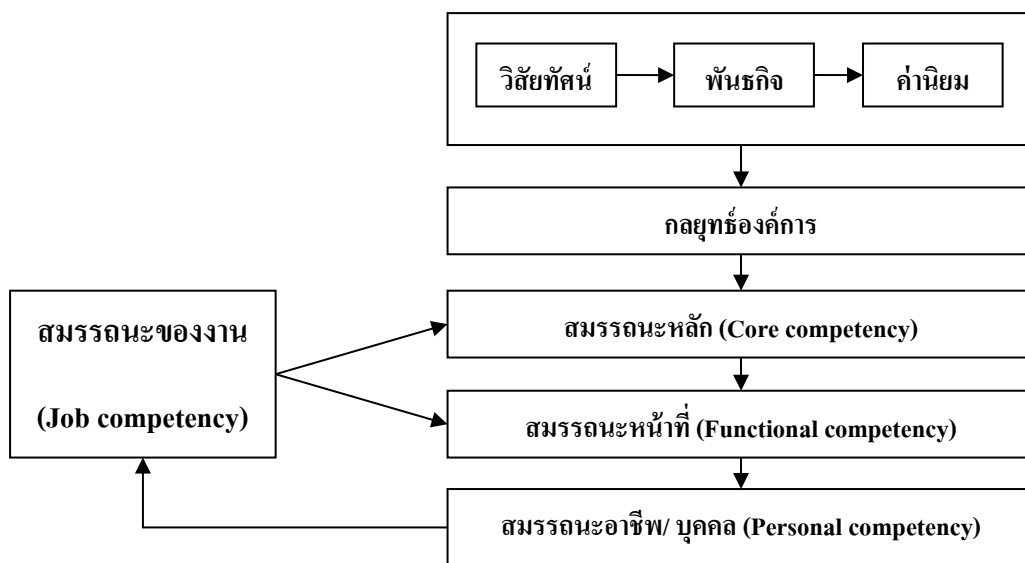 วิสัยทัศน์
พันธกิจ
ค่านิยม
กลยุทธ์องค์การ
สมรรถนะของงาน
(Job competency)
สมรรถนะหลัก (Core competency)
สมรรถนะหน้าที่ (Functional competency)
สมรรถนะอาชีพ/ บุคคล (Personal competency)